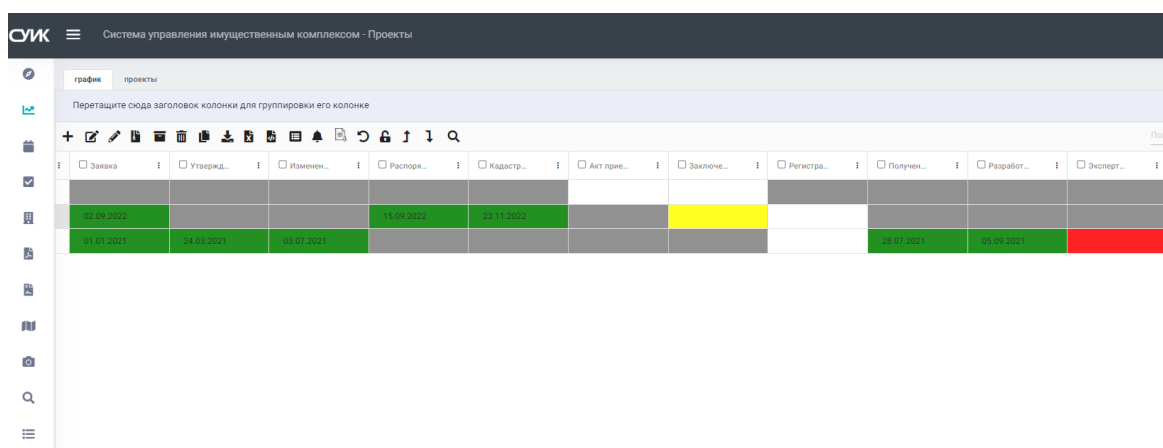 СУИК Система управления имущественным комплексом - Проекты
график проекты
Перетащите сюда заголовок колонки для группировки его колонке
Заявка Утвержд... Изменен... Распоря... Кадастр... Акт прие... Заключе... Регистра... Получен... Разработ... Эксперт...
02.09.2022 15.09.2022 23.11.2022
01.01.2021 24.03.2021 03.07.2021 28.07.2021 05.09.2021